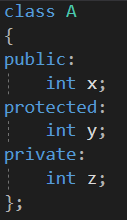 class A
{
public:
    int x;
protected:
    int y;
private:
    int z;
};